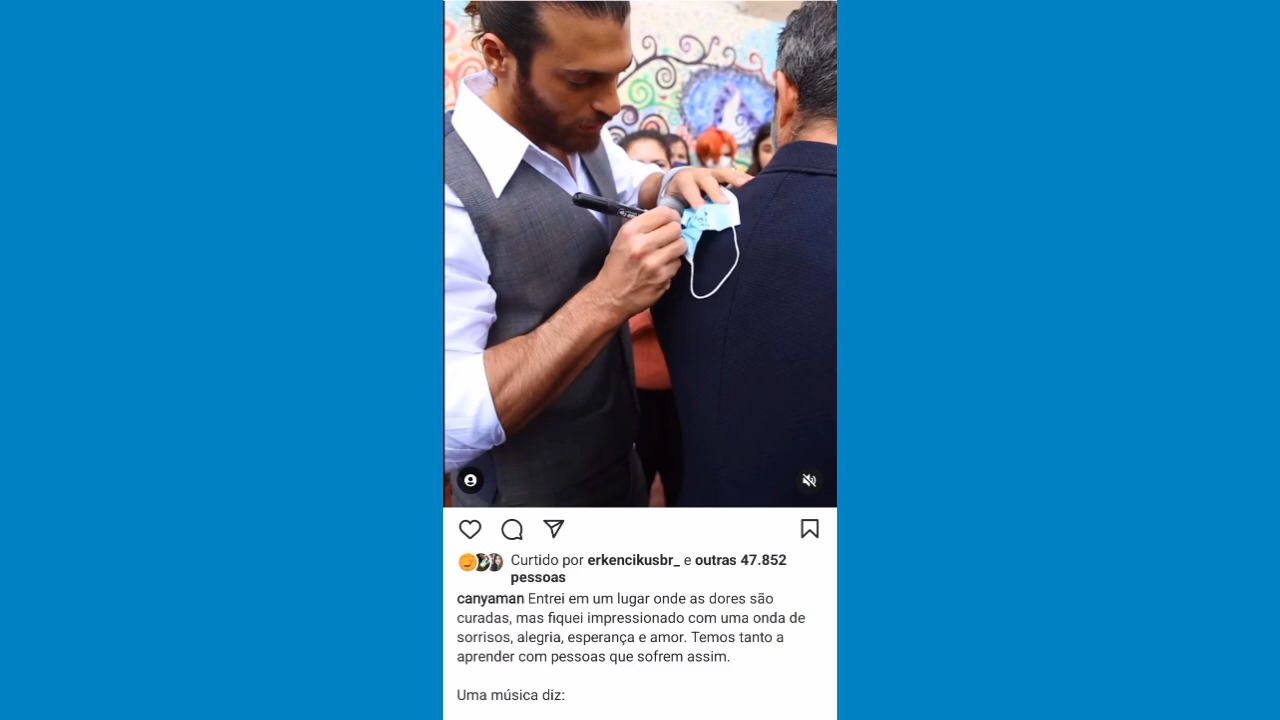 Curtido por erkencikusbr_ e outras 47.852
pessoas
canyaman Entrei em um lugar onde as dores são
curadas, mas fiquei impressionado com uma onda de
sorrisos, alegria, esperança e amor. Temos tanto a
aprender com pessoas que sofrem assim.
Uma música diz: